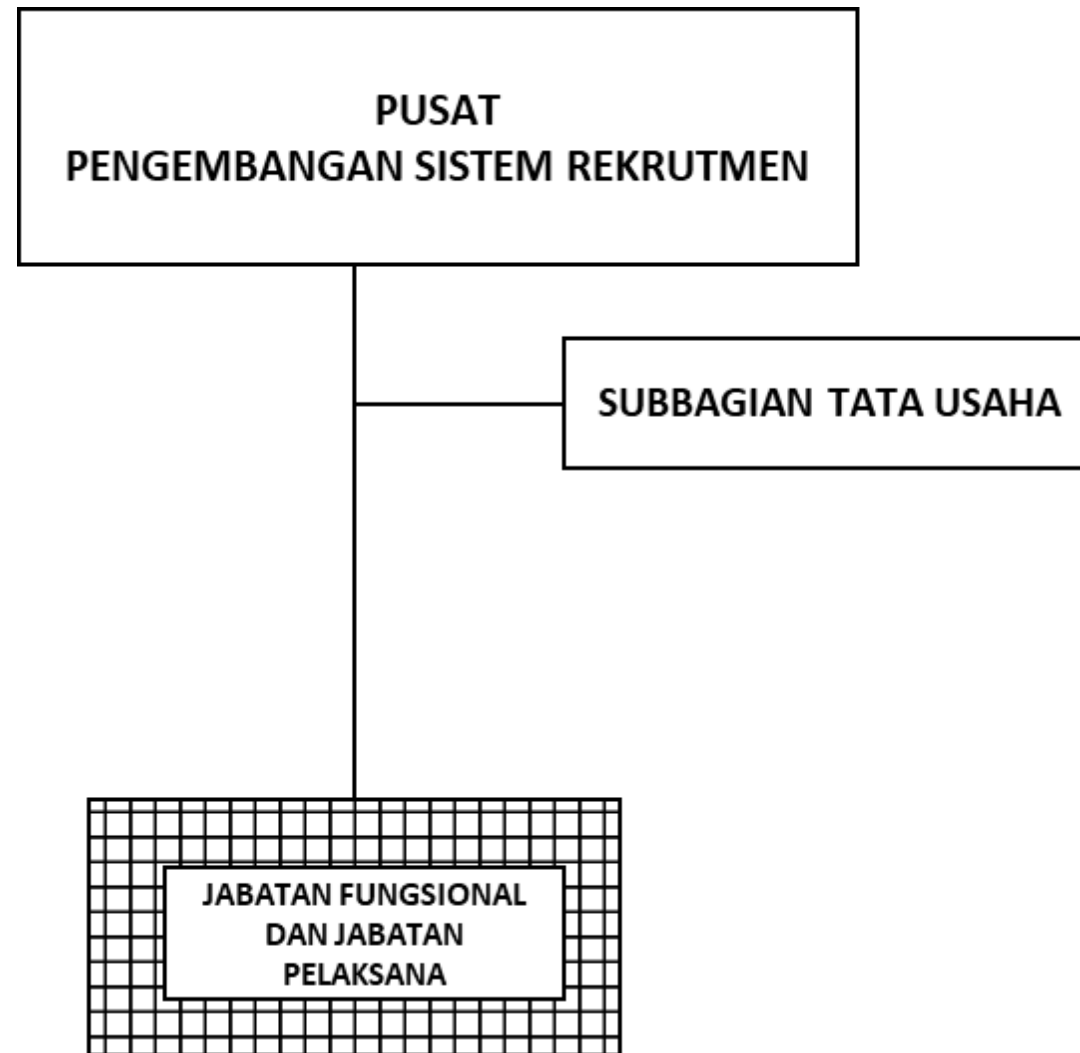 PUSAT
PENGEMBANGAN SISTEM REKRUTMEN
SUBBAGIAN TATA USAHA
JABATAN FUNGSIONAL
DAN JABATAN
PELAKSANA